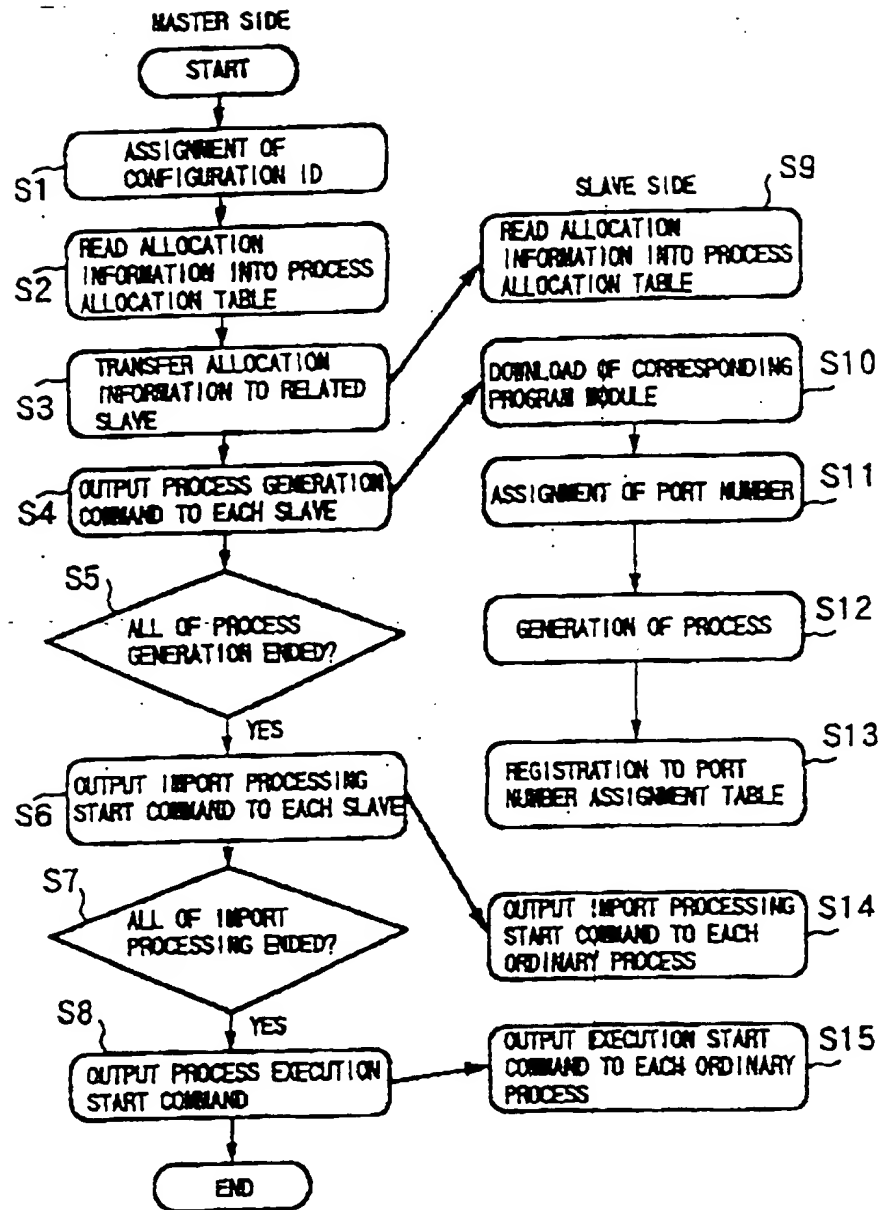 MASTER SIDE
START
S1
ASSIGNMENT OF
CONFIGURATION ID
S2
READ ALLOCATION
INFORMATION INTO PROCESS
ALLOCATION TABLE
S3
TRANSFER ALLOCATION
INFORMATION TO RELATED
SLAVE
S4
OUTPUT PROCESS GENERATION
COMMAND TO EACH SLAVE
S5
ALL OF PROCESS
GENERATION ENDED?
YES
S6
OUTPUT IMPORT PROCESSING
START COMMAND TO EACH SLAVE
S7
ALL OF IMPORT
PROCESSING ENDED?
YES
S8
OUTPUT PROCESS EXECUTION
START COMMAND
END
SLAVE SIDE
S9
READ ALLOCATION
INFORMATION INTO PROCESS
ALLOCATION TABLE
S10
DOWNLOAD OF CORRESPONDING
PROGRAM MODULE
S11
ASSIGNMENT OF PORT NUMBER
S12
GENERATION OF PROCESS
S13
REGISTRATION TO PORT
NUMBER ASSIGNMENT TABLE
S14
OUTPUT IMPORT PROCESSING
START COMMAND TO EACH
ORDINARY PROCESS
S15
OUTPUT EXECUTION START
COMMAND TO EACH ORDINARY
PROCESS